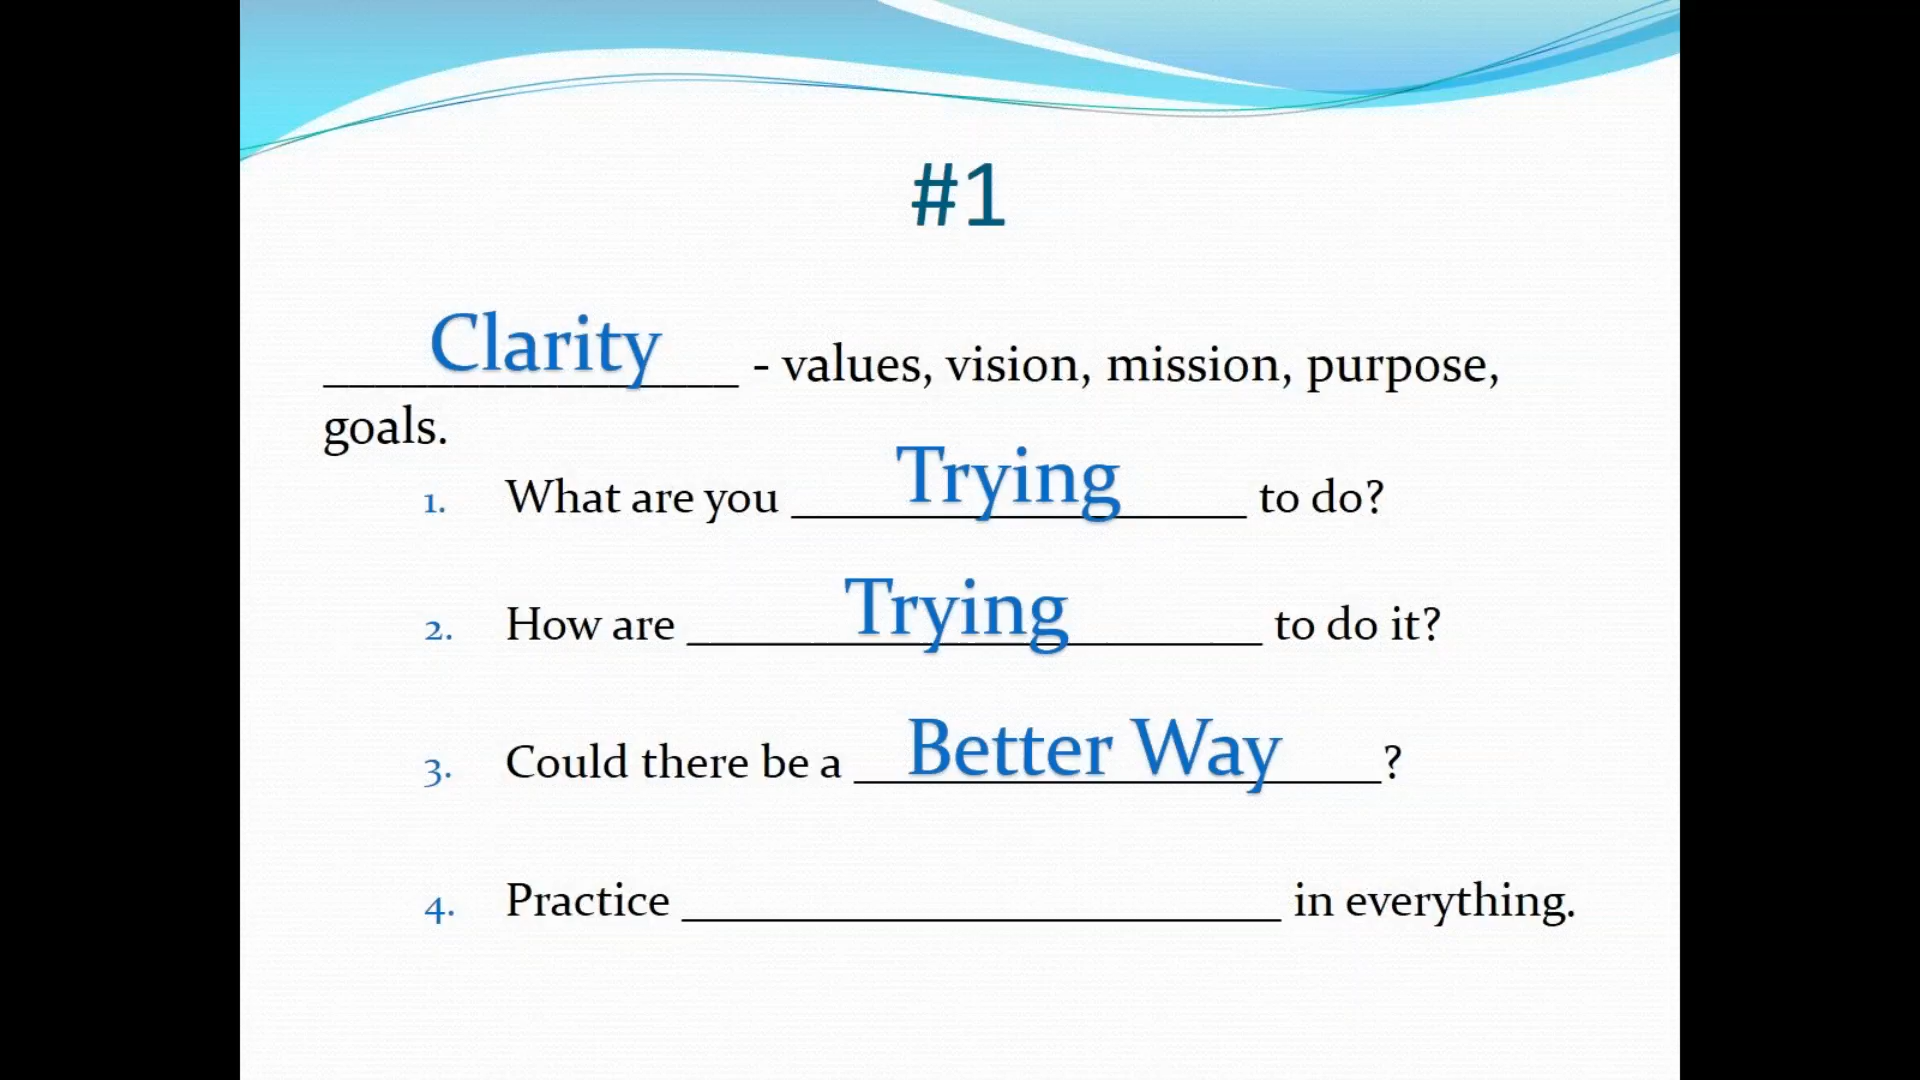 #1
Clarity - values, vision, mission, purpose,
goals.
1. What are you Trying to do?
2. How are Trying to do it?
3. Could there be a Better Way?
4. Practice ____________________ in everything.